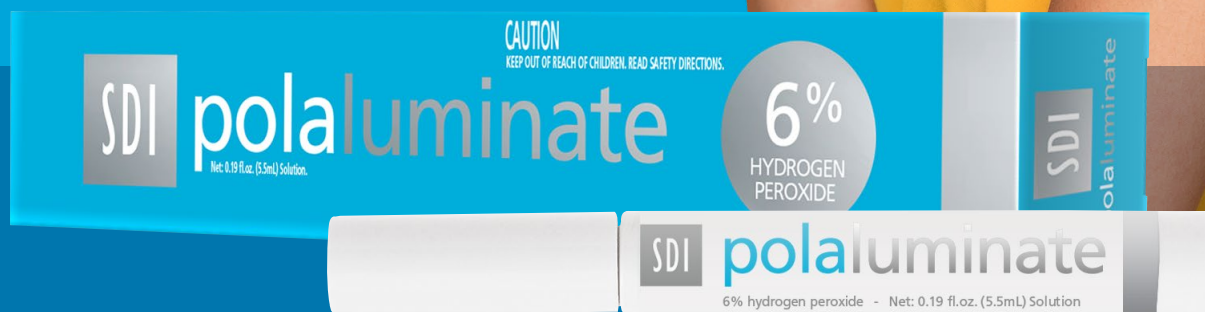 CAUTION
KEEP OUT OF REACH OF CHILDREN. READ SAFETY DIRECTIONS.
SDI polaluminate
Net: 0.19 fl.oz. (5.5mL) Solution.
6%
HYDROGEN
PEROXIDE
SDI
olaluminate
SDI polaluminate
6% hydrogen peroxide - Net: 0.19 fl.oz. (5.5mL) Solution